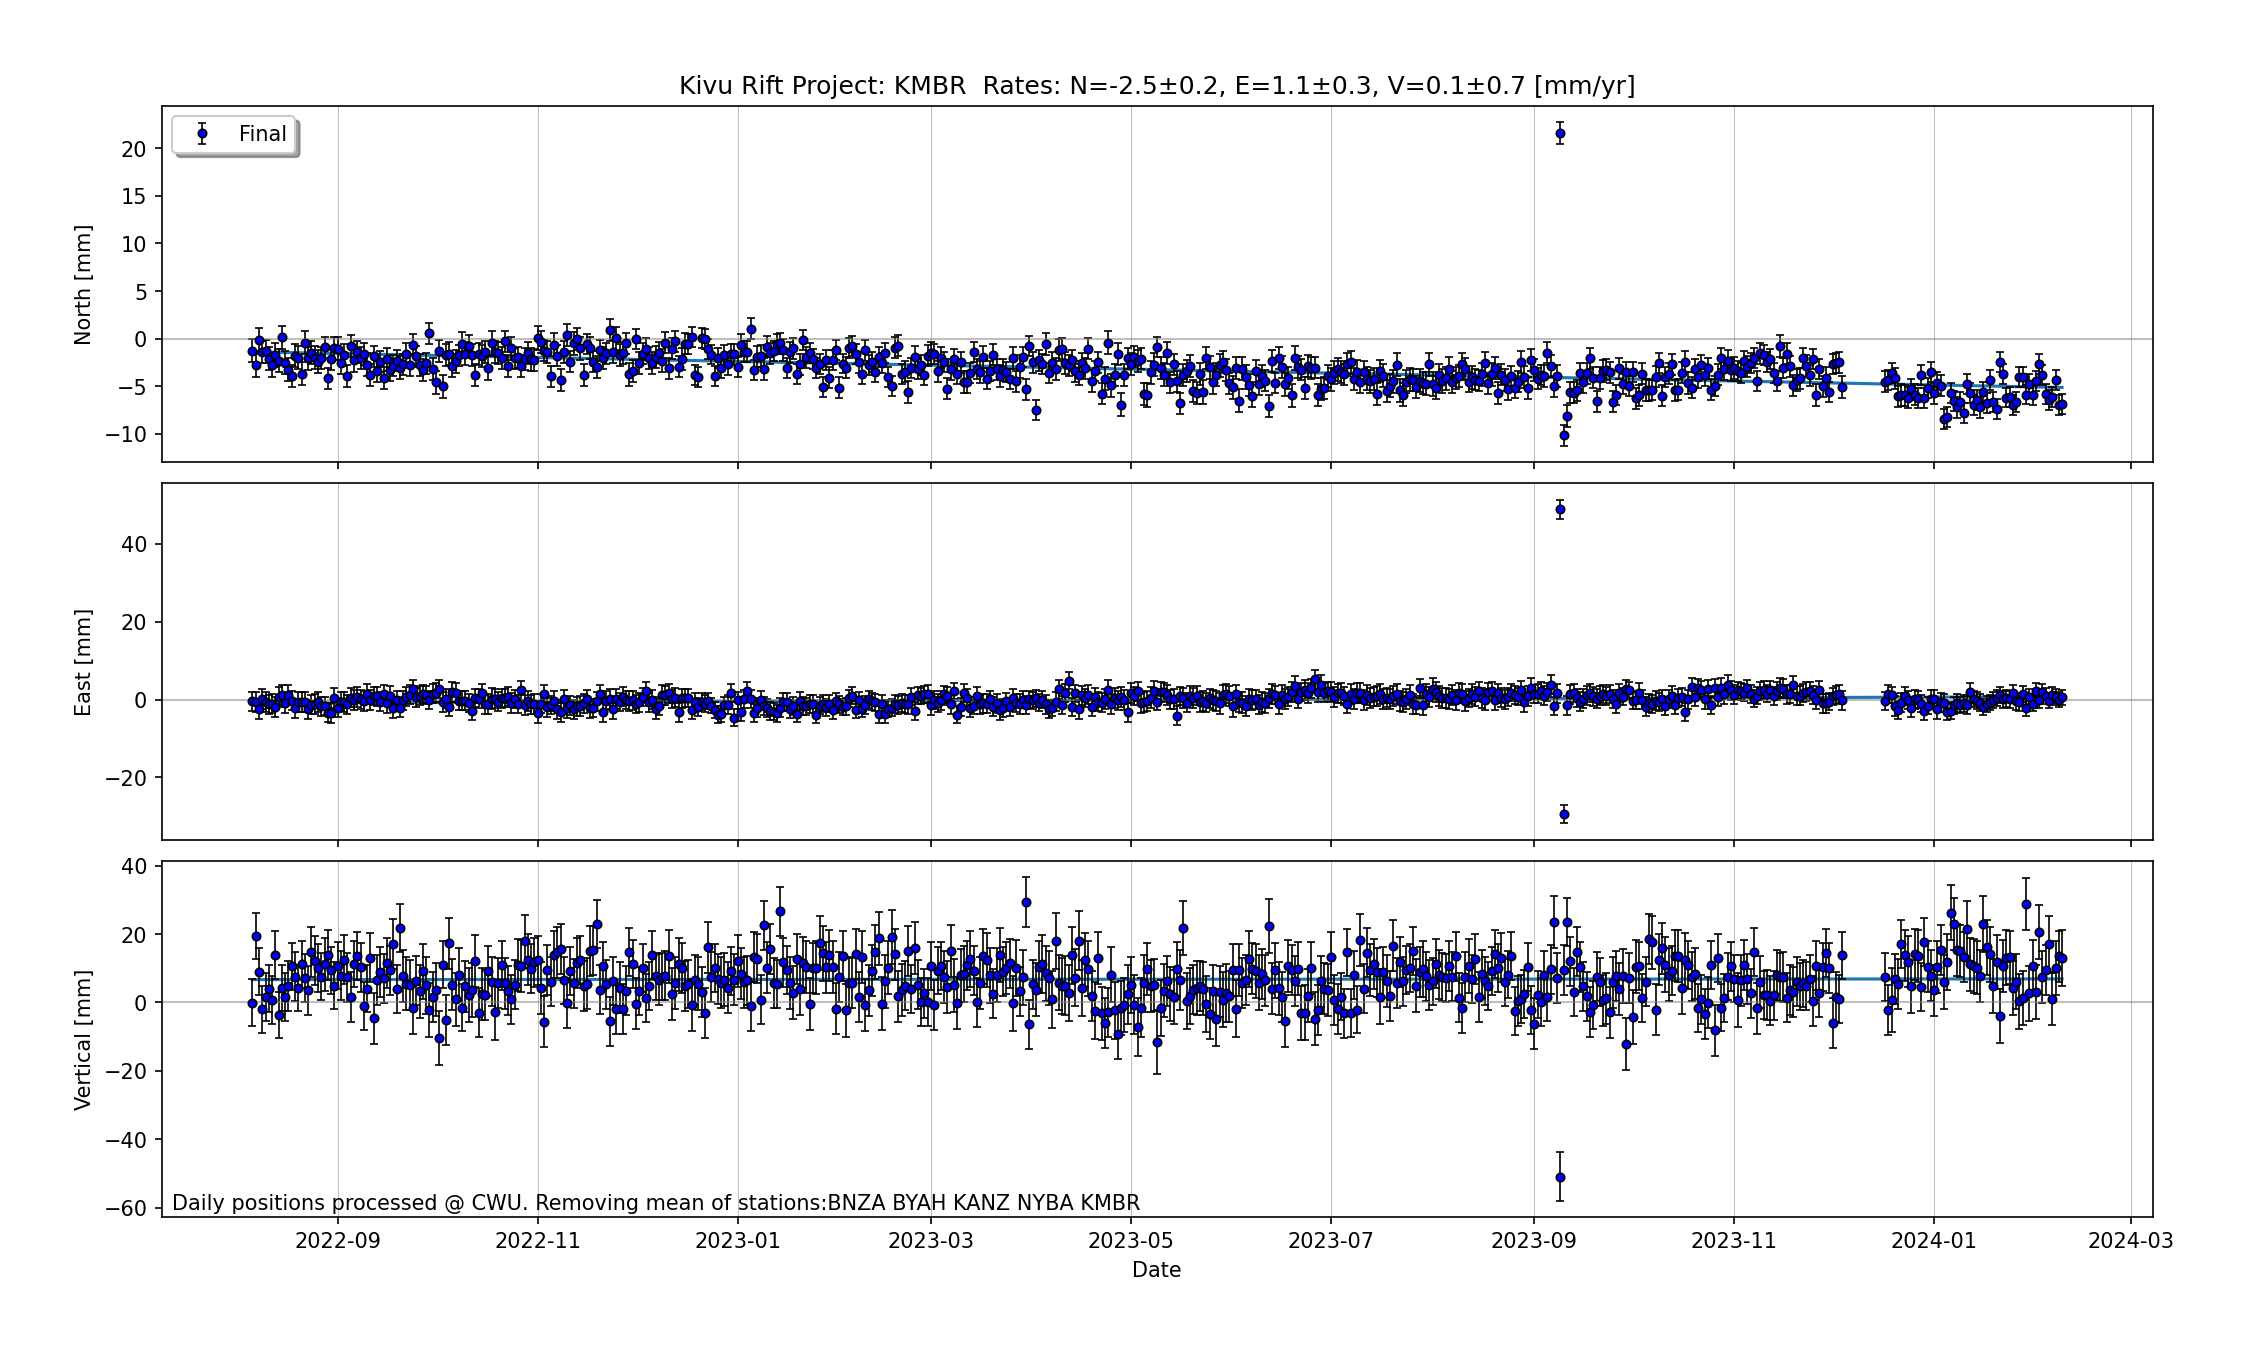 Kivu Rift Project: KMBR  Rates: N=-2.5±0.2, E=1.1±0.3, V=0.1±0.7 [mm/yr]
Final
North [mm]
20
15
10
5
0
−5
−10
East [mm]
40
20
0
−20
Vertical [mm]
40
20
0
−20
−40
−60
Daily positions processed @ CWU. Removing mean of stations:BNZA BYAH KANZ NYBA KMBR
2022-09 2022-11 2023-01 2023-03 2023-05 2023-07 2023-09 2023-11 2024-01 2024-03
Date